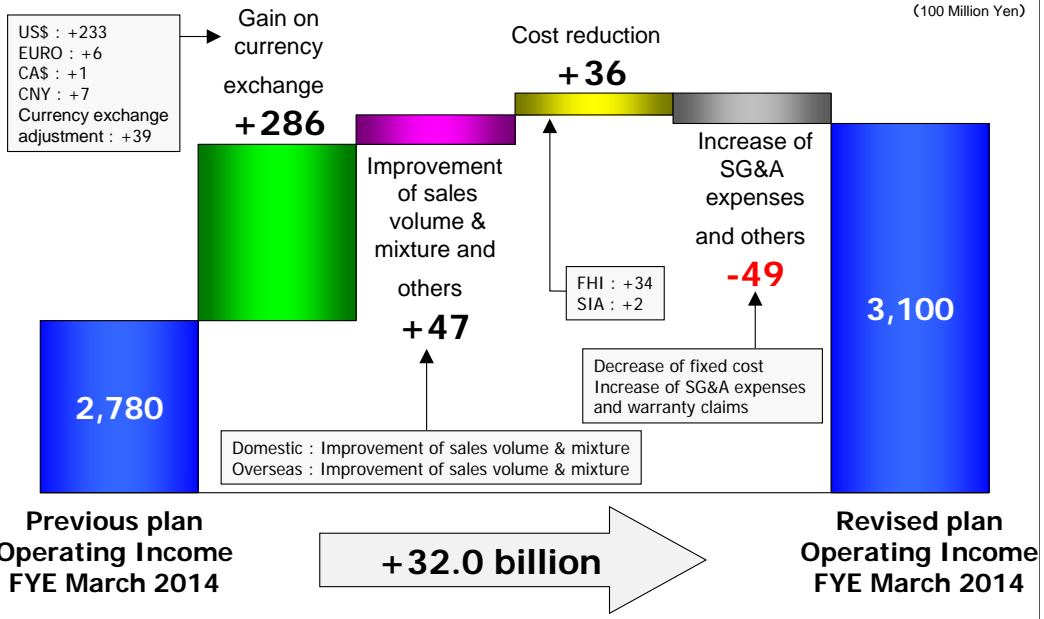 (100 Million Yen)
US$ : +233
EURO : +6
CA$ : +1
CNY : +7
Currency exchange
adjustment : +39
Gain on
currency
exchange
+286
Improvement
of sales
volume &
mixture and
others
+47
Cost reduction
+36
Increase of
SG&A
expenses
and others
-49
FHI : +34
SIA : +2
Decrease of fixed cost
Increase of SG&A expenses
and warranty claims
Domestic : Improvement of sales volume & mixture
Overseas : Improvement of sales volume & mixture
2,780
3,100
Previous plan
Operating Income
FYE March 2014
+32.0 billion
Revised plan
Operating Income
FYE March 2014